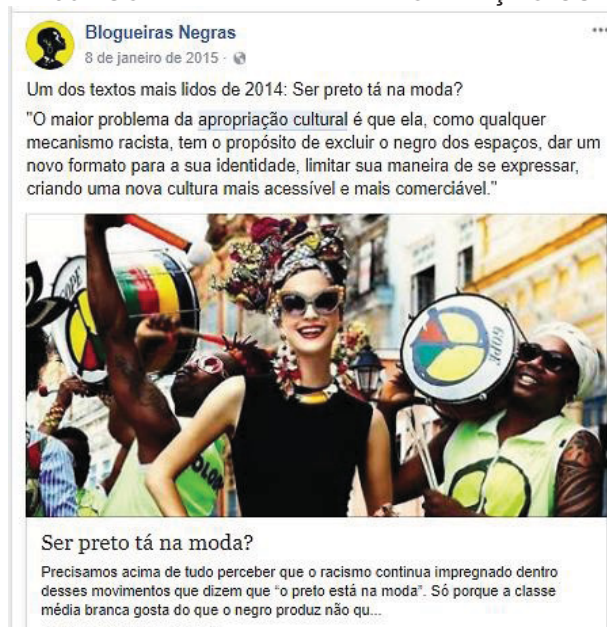 Blogueiras Negras
8 de janeiro de 2015 ·
Um dos textos mais lidos de 2014: Ser preto tá na moda?
"O maior problema da apropriação cultural é que ela, como qualquer
mecanismo racista, tem o propósito de excluir o negro dos espaços, dar um
novo formato para a sua identidade, limitar sua maneira de se expressar,
criando uma nova cultura mais acessível e mais comerciável."
Ser preto tá na moda?
Precisamos acima de tudo perceber que o racismo continua impregnado dentro
desses movimentos que dizem que "o preto está na moda". Só porque a classe
média branca gosta do que o negro produz não qu...